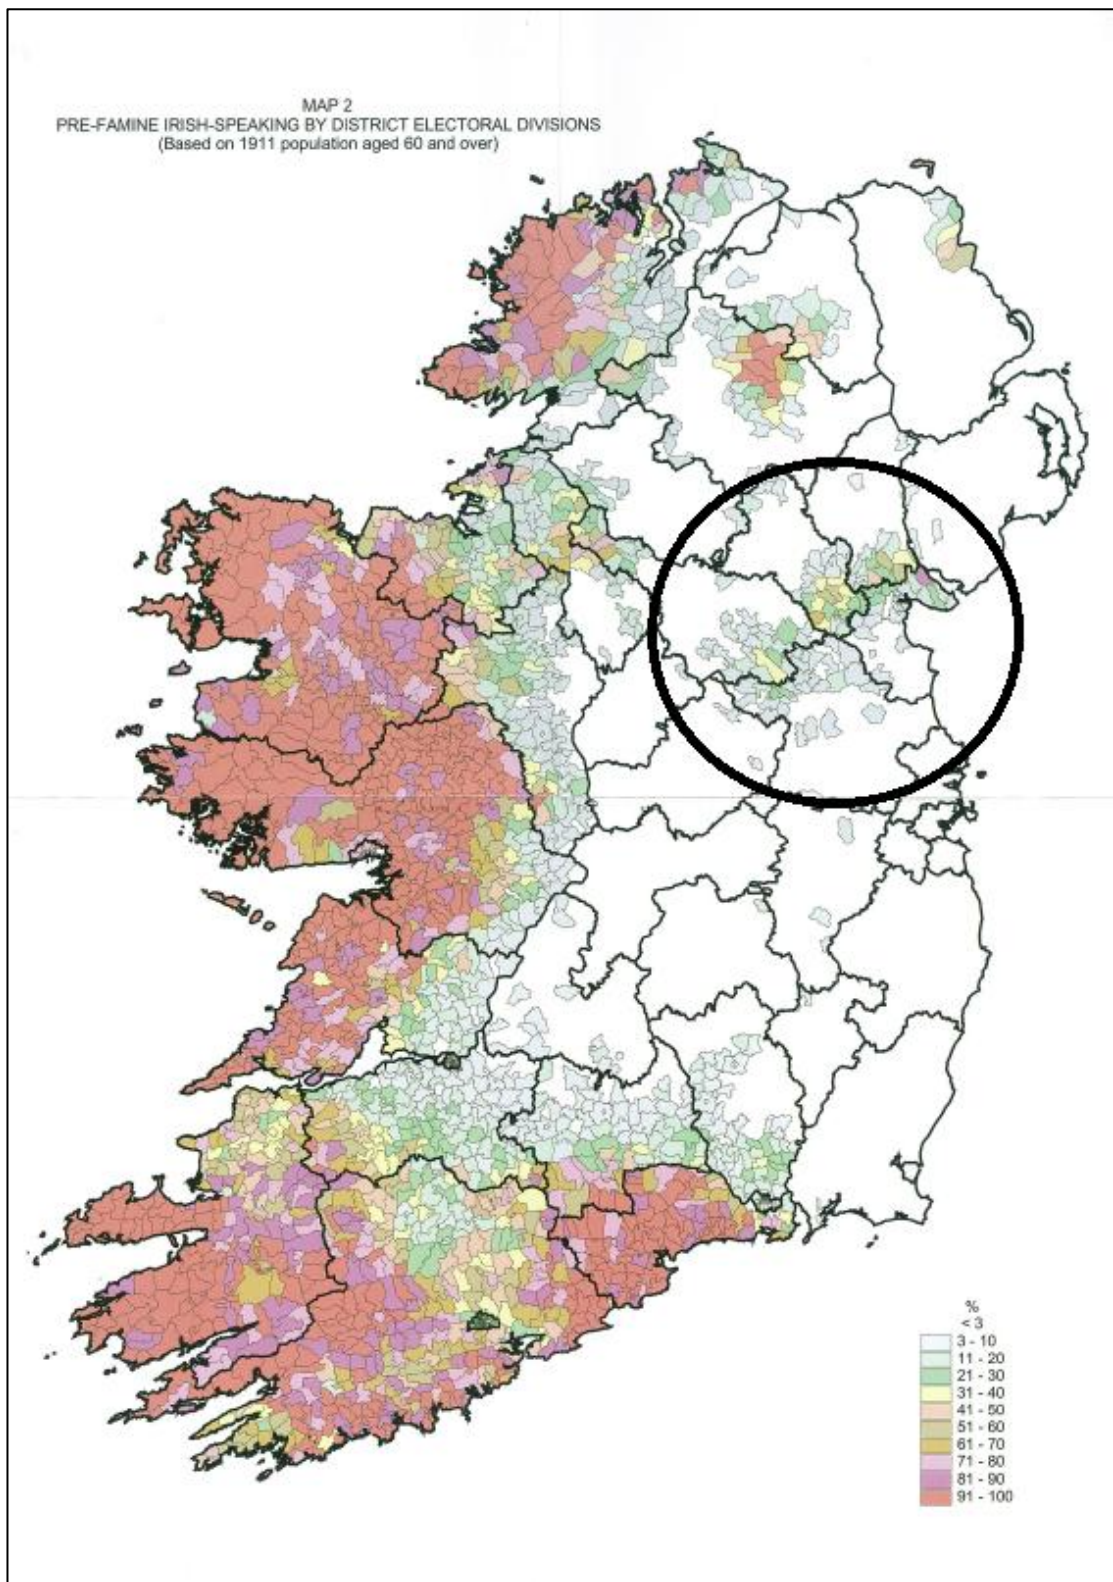 MAP 2
PRE-FAMINE IRISH-SPEAKING BY DISTRICT ELECTORAL DIVISIONS
(Based on 1911 population aged 60 and over)
%
< 3
3 - 10
11 - 20
21 - 30
31 - 40
41 - 50
51 - 60
61 - 70
71 - 80
81 - 90
91 - 100